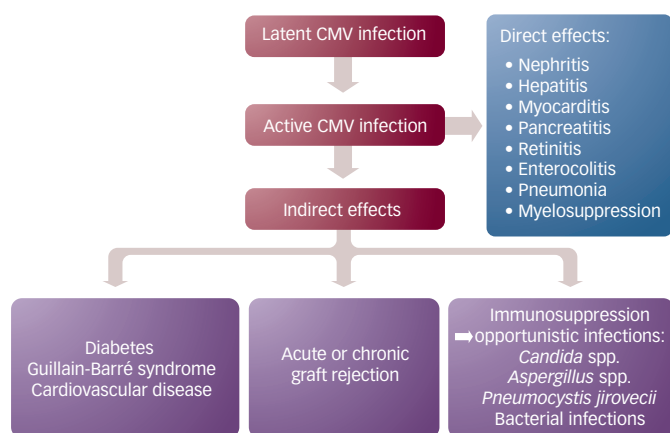 Latent CMV infection
Active CMV infection
Indirect effects
Direct effects:
• Nephritis
• Hepatitis
• Myocarditis
• Pancreatitis
• Retinitis
• Enterocolitis
• Pneumonia
• Myelosuppression
Diabetes
Guillain-Barré syndrome
Cardiovascular disease
Acute or chronic
graft rejection
Immunosuppression
➡opportunistic infections:
Candida spp.
Aspergillus spp.
Pneumocystis jirovecii
Bacterial infections